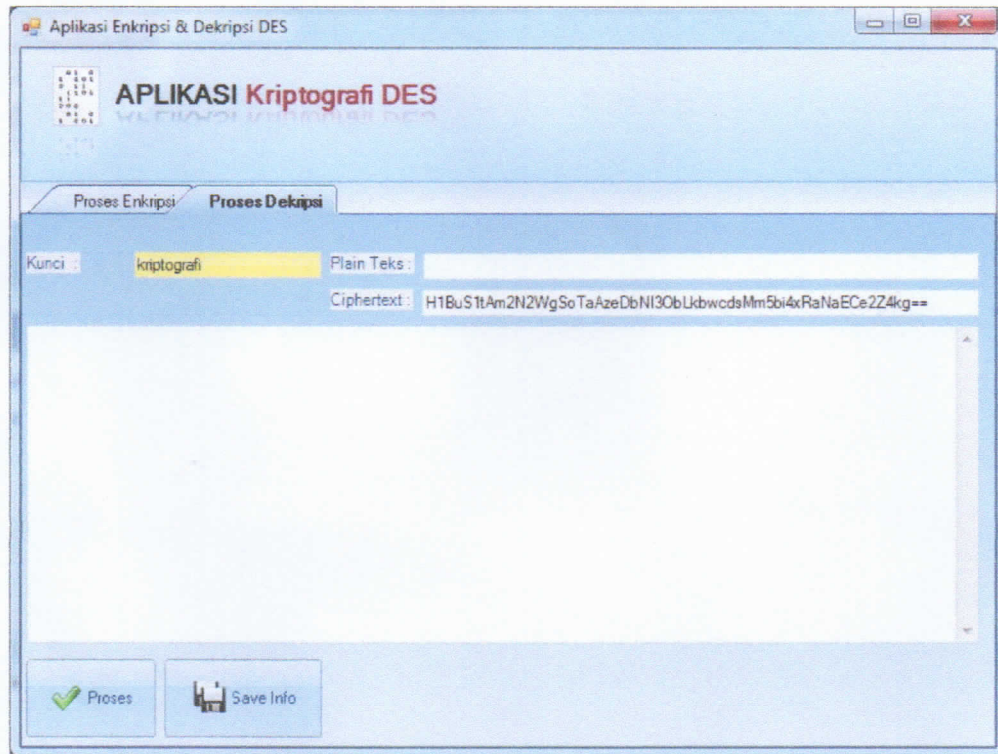 Aplikasi Enkripsi & Dekripsi DES
APLIKASI Kriptografi DES
Proses Enkripsi Proses Dekripsi
Kunci : kriptografi Plain Teks :
Ciphertext : H1BuS1tAm2N2WgSoTaAzeDbNI3ObLkbwcdsMm5bi4xRaNaECe2Z4kg==
Proses Save Info